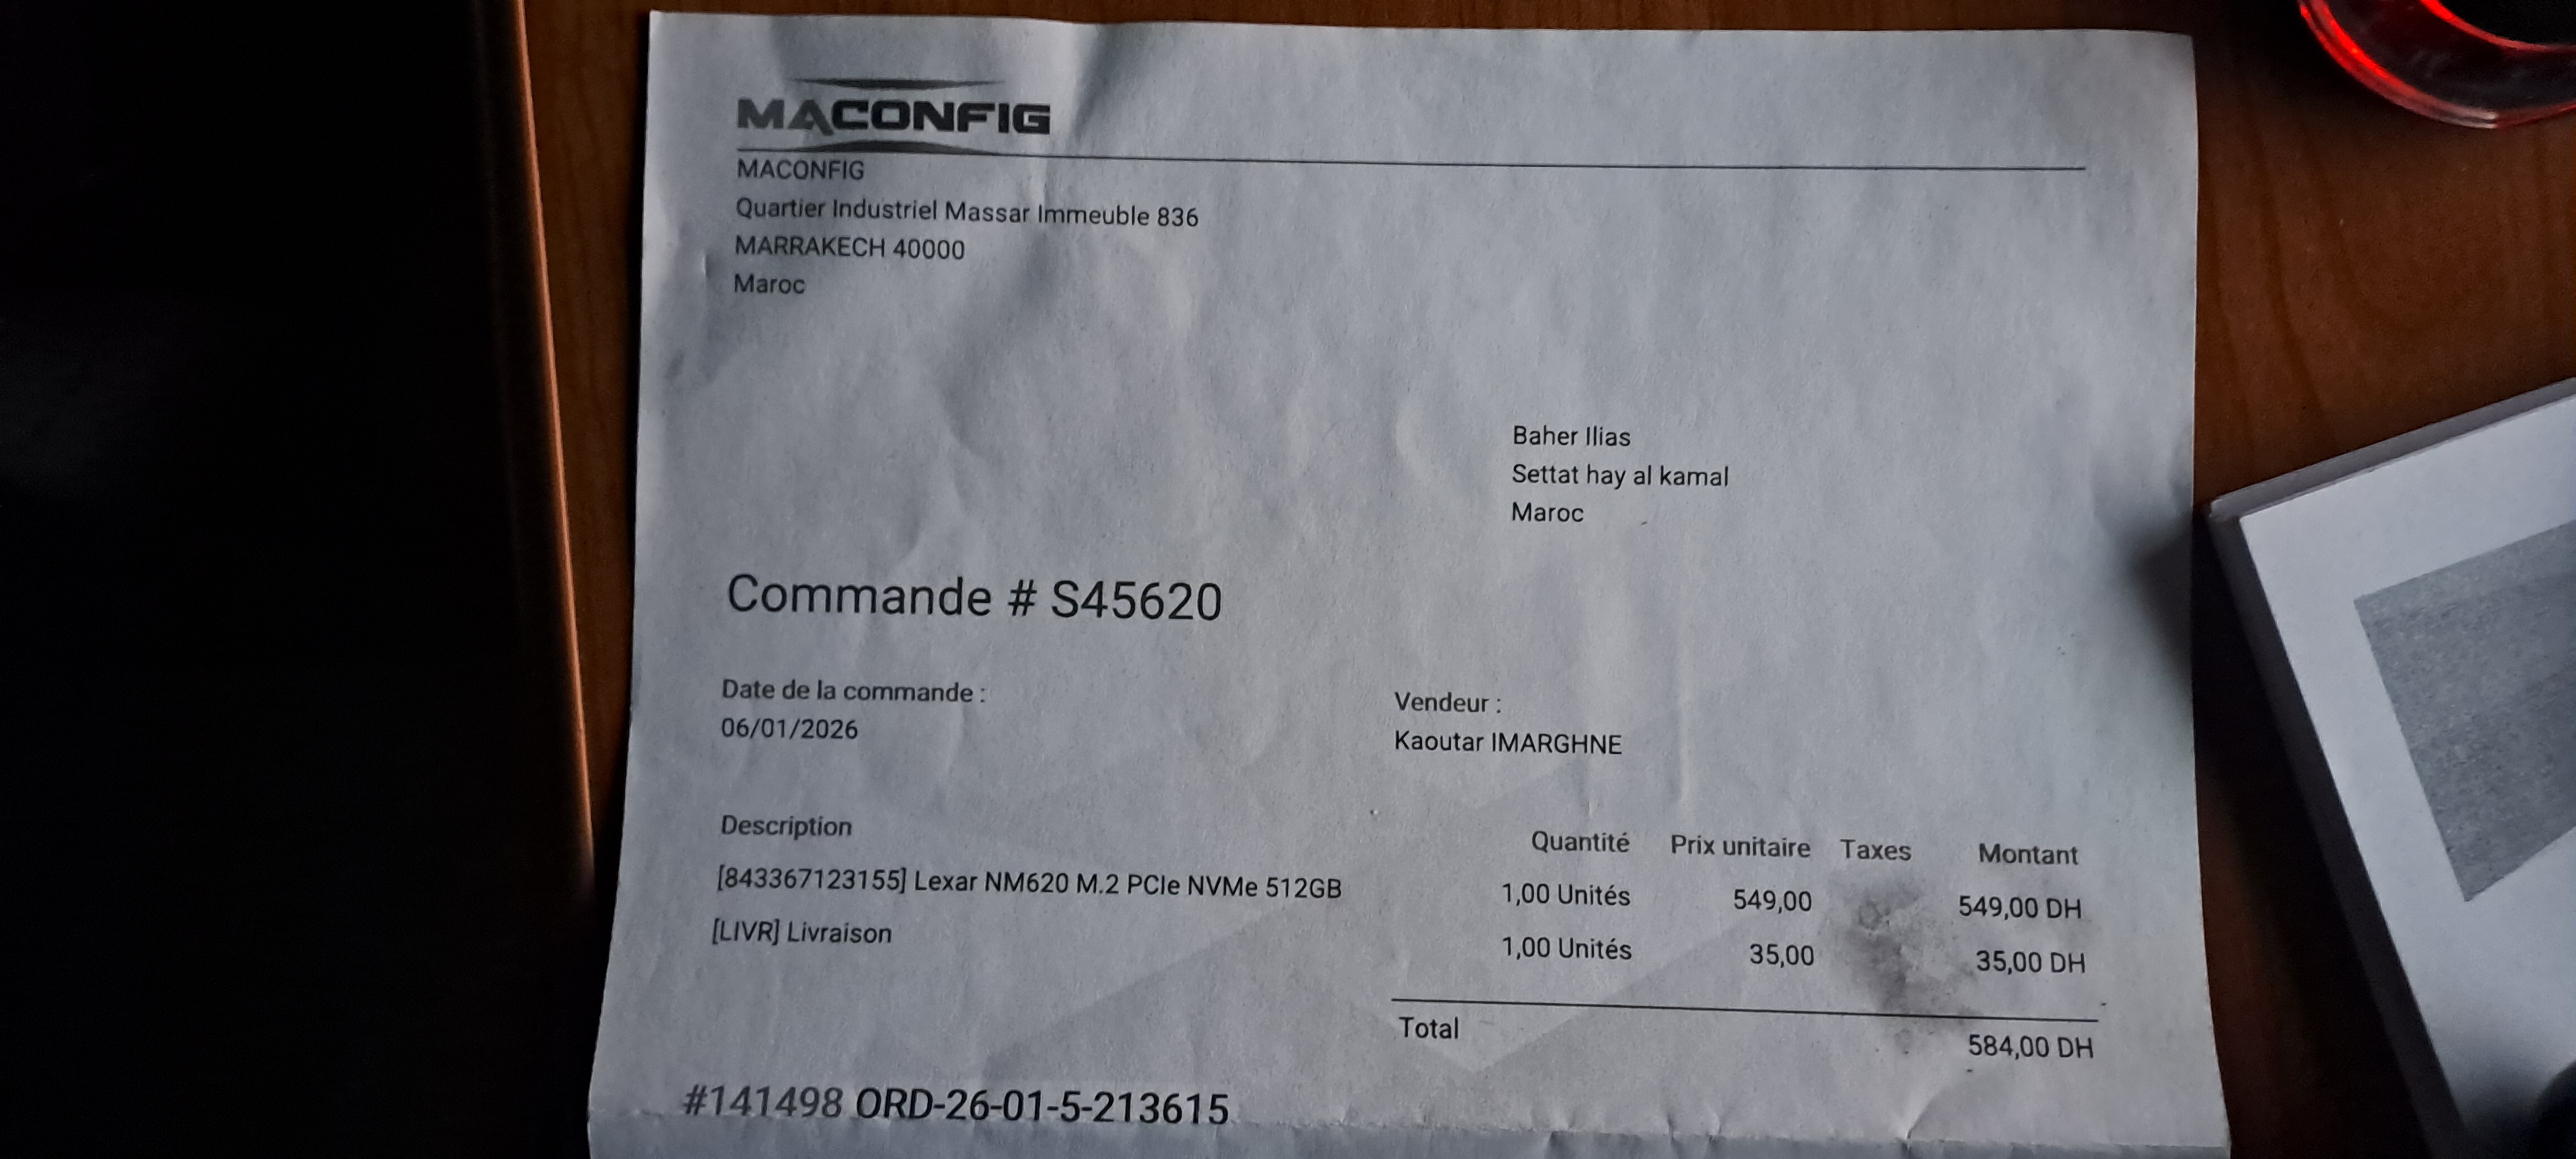 MACONFIG
MACONFIG
Quartier Industriel Massar Immeuble 836
MARRAKECH 40000
Maroc
Baher Ilias
Settat hay al kamal
Maroc
Commande # S45620
Date de la commande :
06/01/2026
Vendeur :
Kaoutar IMARGHNE
Description Quantité Prix unitaire Taxes Montant
[843367123155] Lexar NM620 M.2 PCIe NVMe 512GB 1,00 Unités 549,00 549,00 DH
[LIVR] Livraison 1,00 Unités 35,00 35,00 DH
Total 584,00 DH
#141498 ORD-26-01-5-213615